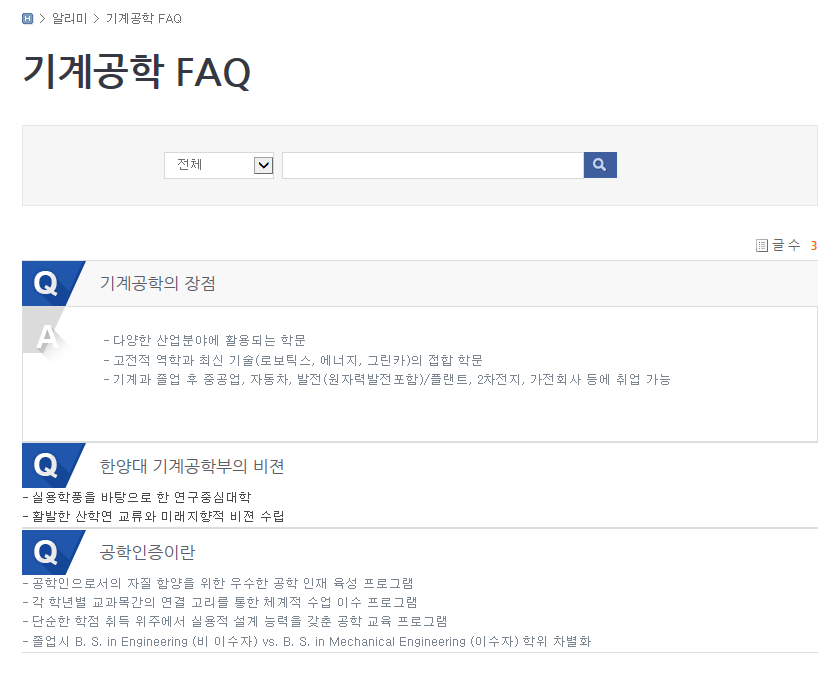 H > 알리미 > 기계공학 FAQ
기계공학 FAQ
전체
글 수 3
Q 기계공학의 장점
A
- 다양한 산업분야에 활용되는 학문
- 고전적 역학과 최신 기술(로보틱스, 에너지, 그린카)의 접합 학문
- 기계과 졸업 후 중공업, 자동차, 발전(원자력발전포함)/플랜트, 2차전지, 가전회사 등에 취업 가능
Q 한양대 기계공학부의 비젼
- 실용학풍을 바탕으로 한 연구중심대학
- 활발한 산학연 교류와 미래지향적 비젼 수립
Q 공학인증이란
- 공학인으로서의 자질 함양을 위한 우수한 공학 인재 육성 프로그램
- 각 학년별 교과목간의 연결 고리를 통한 체계적 수업 이수 프로그램
- 단순한 학점 취득 위주에서 실용적 설계 능력을 갖춘 공학 교육 프로그램
- 졸업시 B. S. in Engineering (비 이수자) vs. B. S. in Mechanical Engineering (이수자) 학위 차별화